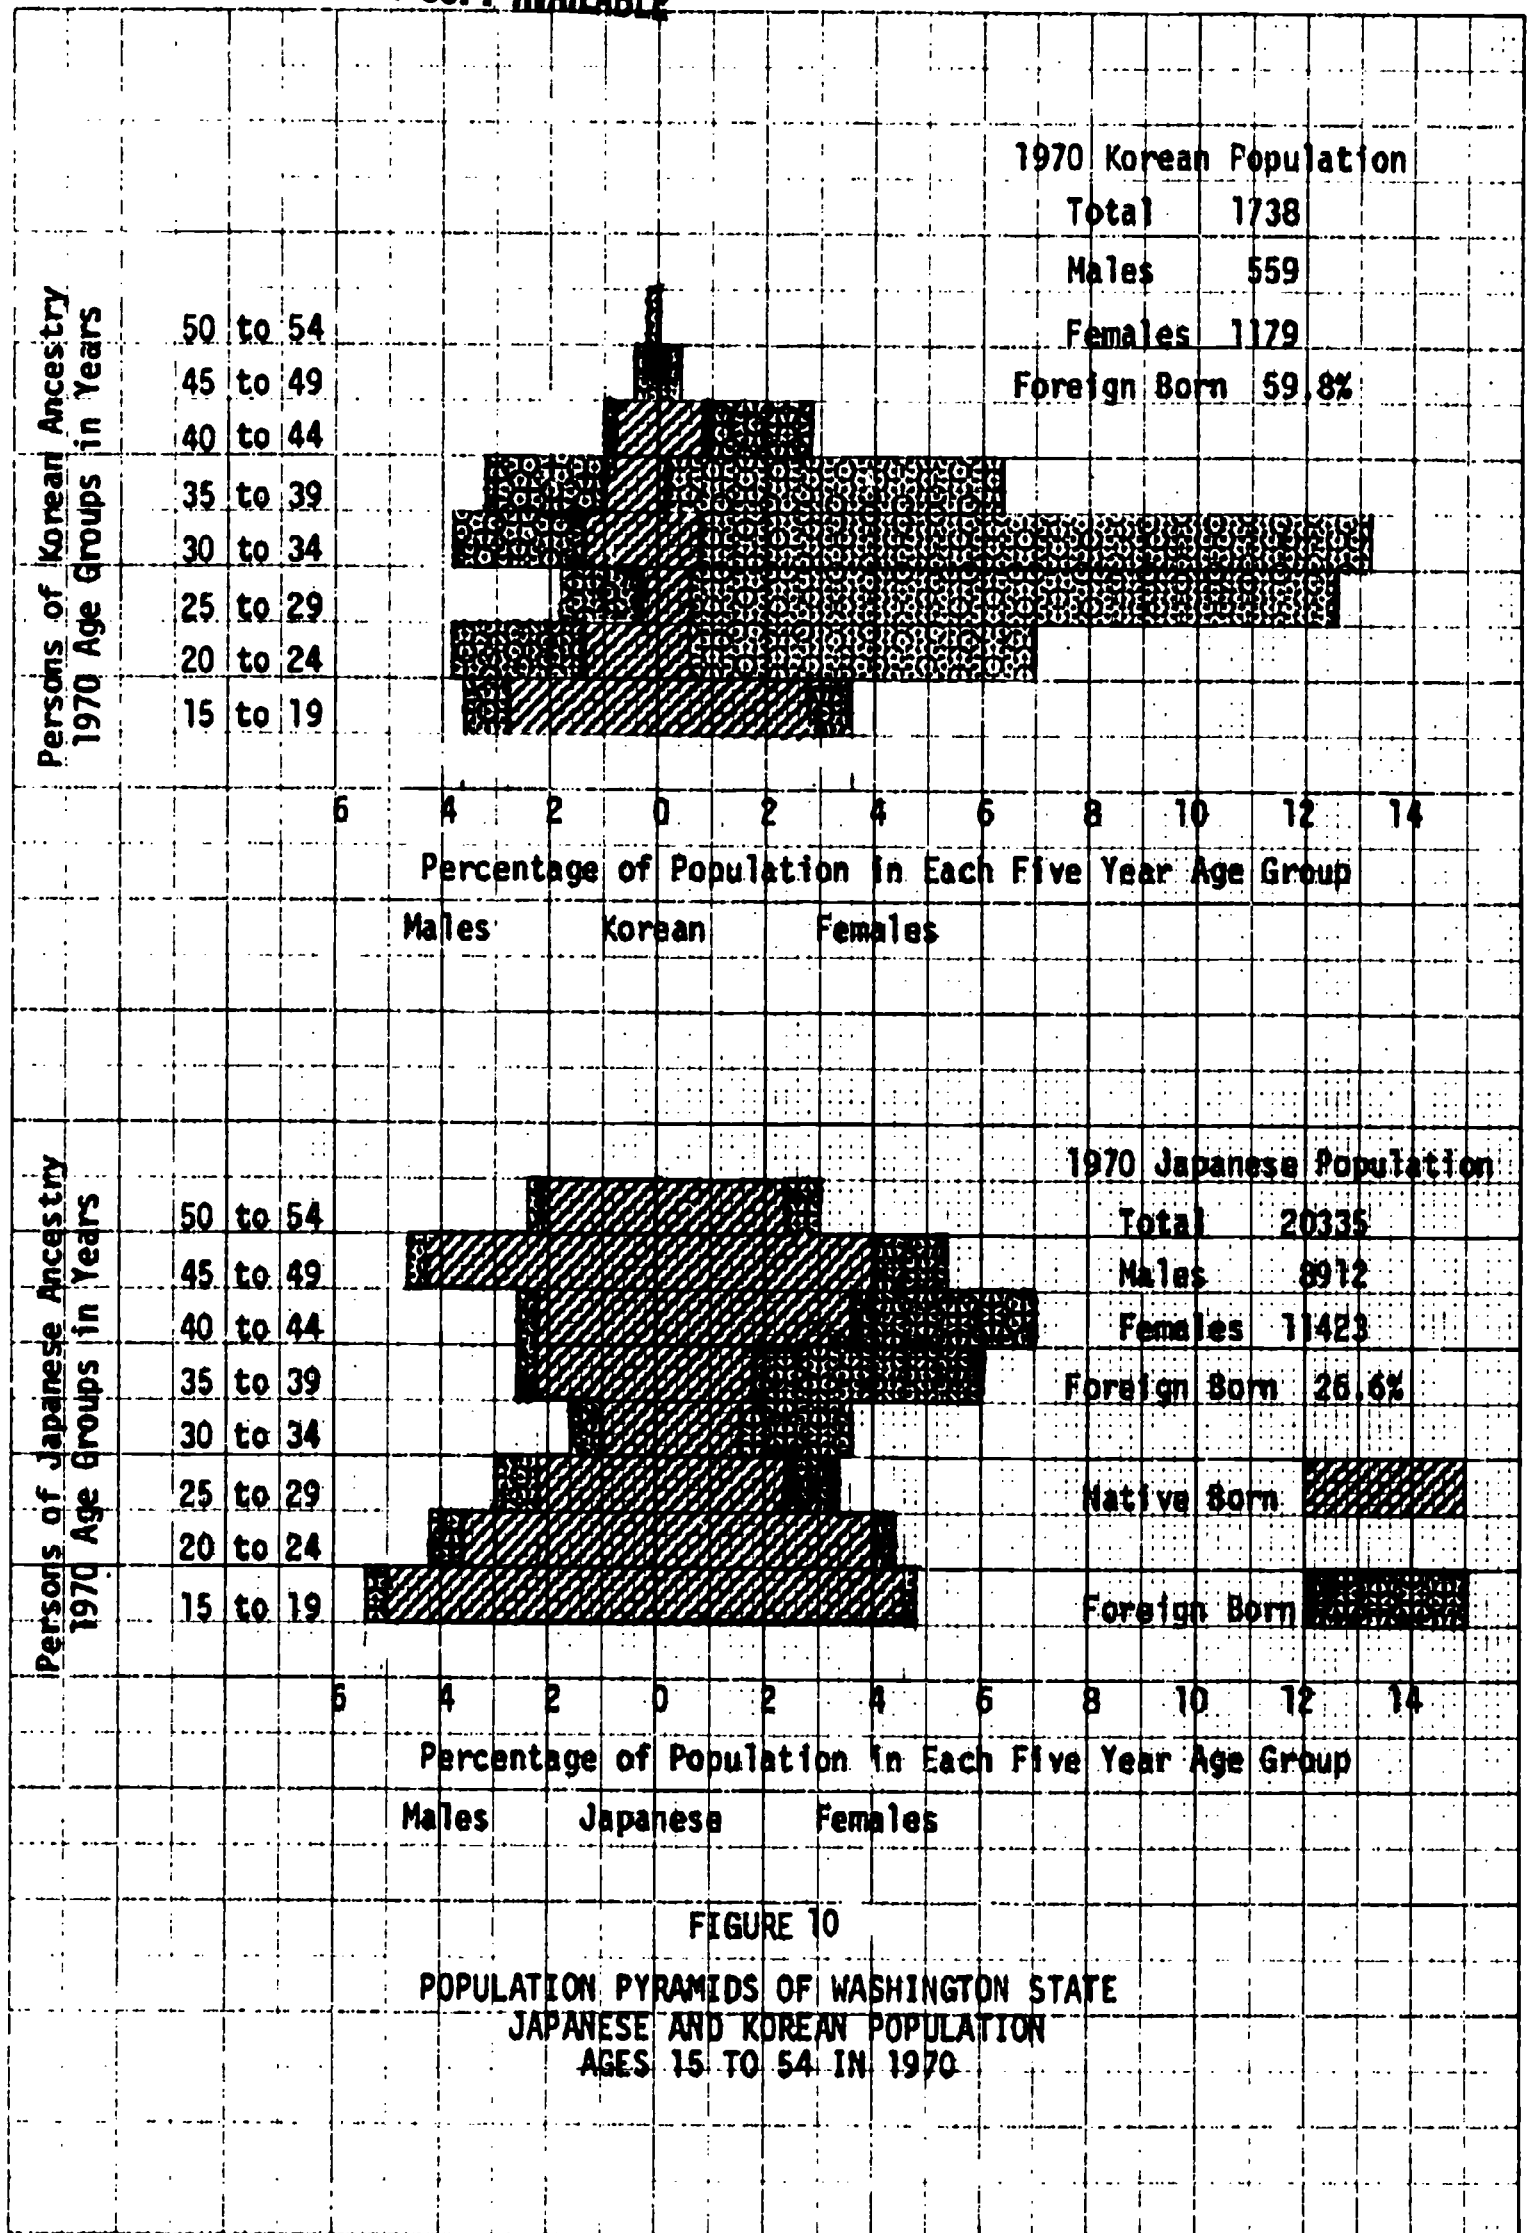 AVAILABLE
1970 Korean Population
Total 1738
Males 559
Females 1179
Foreign Born 59.8%
Persons of Korean Ancestry
1970 Age Groups in Years
50 to 54
45 to 49
40 to 44
35 to 39
30 to 34
25 to 29
20 to 24
15 to 19
6 4 2 0 2 4 6 8 10 12 14
Percentage of Population in Each Five Year Age Group
Males Korean Females
1970 Japanese Population
Total 20335
Males 8912
Females 11423
Foreign Born 26.6%
Native Born
Foreign Born
Persons of Japanese Ancestry
1970 Age Groups in Years
50 to 54
45 to 49
40 to 44
35 to 39
30 to 34
25 to 29
20 to 24
15 to 19
6 4 2 0 2 4 6 8 10 12 14
Percentage of Population in Each Five Year Age Group
Males Japanese Females
FIGURE 10
POPULATION PYRAMIDS OF WASHINGTON STATE
JAPANESE AND KOREAN POPULATION
AGES 15 TO 54 IN 1970